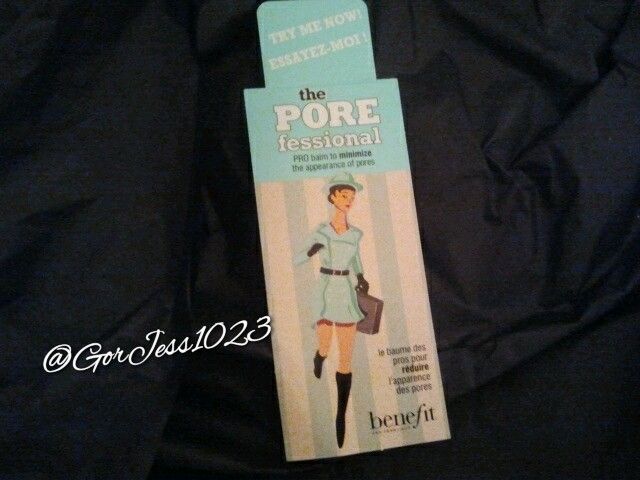 TRY ME NOW!
ESSAYEZ-MOI!
the
PORE
fessional
PRO balm to minimize
the appearance of pores
@GorJess1023
le baume des
pros pour
réduire
l'apparence
des pores
benefit